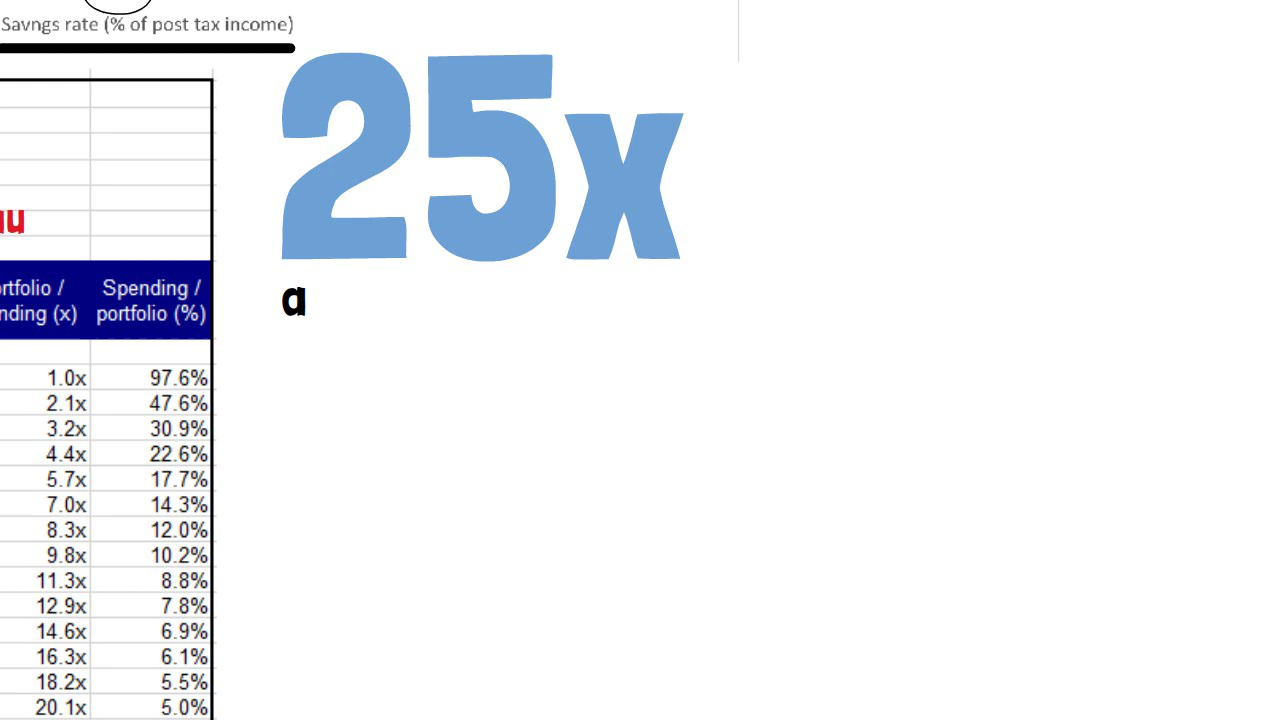 Savngs rate (% of post tax income)
25x
a
Spending /
portfolio (%)
1.0x 97.6%
2.1x 47.6%
3.2x 30.9%
4.4x 22.6%
5.7x 17.7%
7.0x 14.3%
8.3x 12.0%
9.8x 10.2%
11.3x 8.8%
12.9x 7.8%
14.6x 6.9%
16.3x 6.1%
18.2x 5.5%
20.1x 5.0%